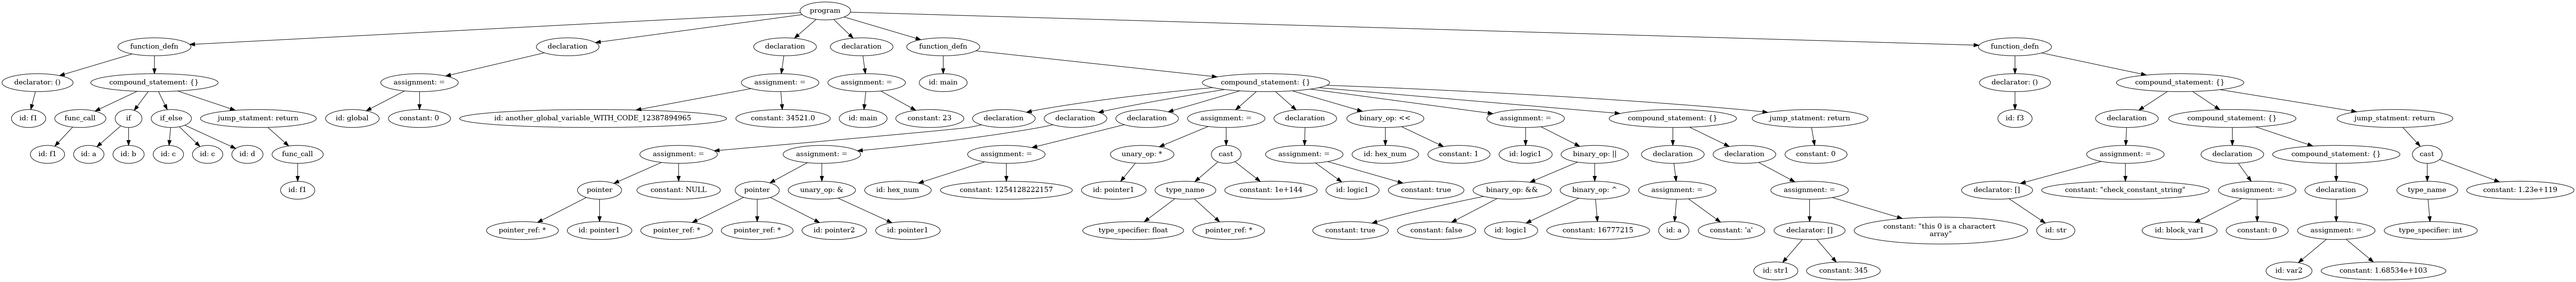 program
function_defn
declaration
declaration
declaration
function_defn
function_defn
declarator: ()
compound_statement: {}
assignment: =
assignment: =
assignment: =
id: main
compound_statement: {}
declarator: ()
compound_statement: {}
id: f1
func_call
if
if_else
jump_statment: return
id: global
constant: 0
id: another_global_variable_WITH_CODE_12387894965
constant: 34521.0
id: main
constant: 23
declaration
declaration
declaration
assignment: =
declaration
binary_op: <<
assignment: =
compound_statement: {}
jump_statment: return
id: f3
declaration
compound_statement: {}
jump_statment: return
id: f1
id: a
id: b
id: c
id: c
id: d
func_call
assignment: =
assignment: =
assignment: =
unary_op: *
cast
assignment: =
id: hex_num
constant: 1
id: logic1
binary_op: ||
declaration
declaration
constant: 0
assignment: =
declaration
compound_statement: {}
cast
id: f1
pointer
constant: NULL
pointer
unary_op: &
id: hex_num
constant: 1254128222157
id: pointer1
type_name
constant: 1e+144
id: logic1
constant: true
binary_op: &&
binary_op: ^
assignment: =
assignment: =
declarator: []
constant: "check_constant_string"
assignment: =
declaration
type_name
constant: 1.23e+119
pointer_ref: *
id: pointer1
pointer_ref: *
pointer_ref: *
id: pointer2
id: pointer1
type_specifier: float
pointer_ref: *
constant: true
constant: false
id: logic1
constant: 16777215
id: a
constant: 'a'
declarator: []
constant: "this 0 is a charactert
array"
id: str
id: block_var1
constant: 0
assignment: =
type_specifier: int
id: str1
constant: 345
id: var2
constant: 1.68534e+103